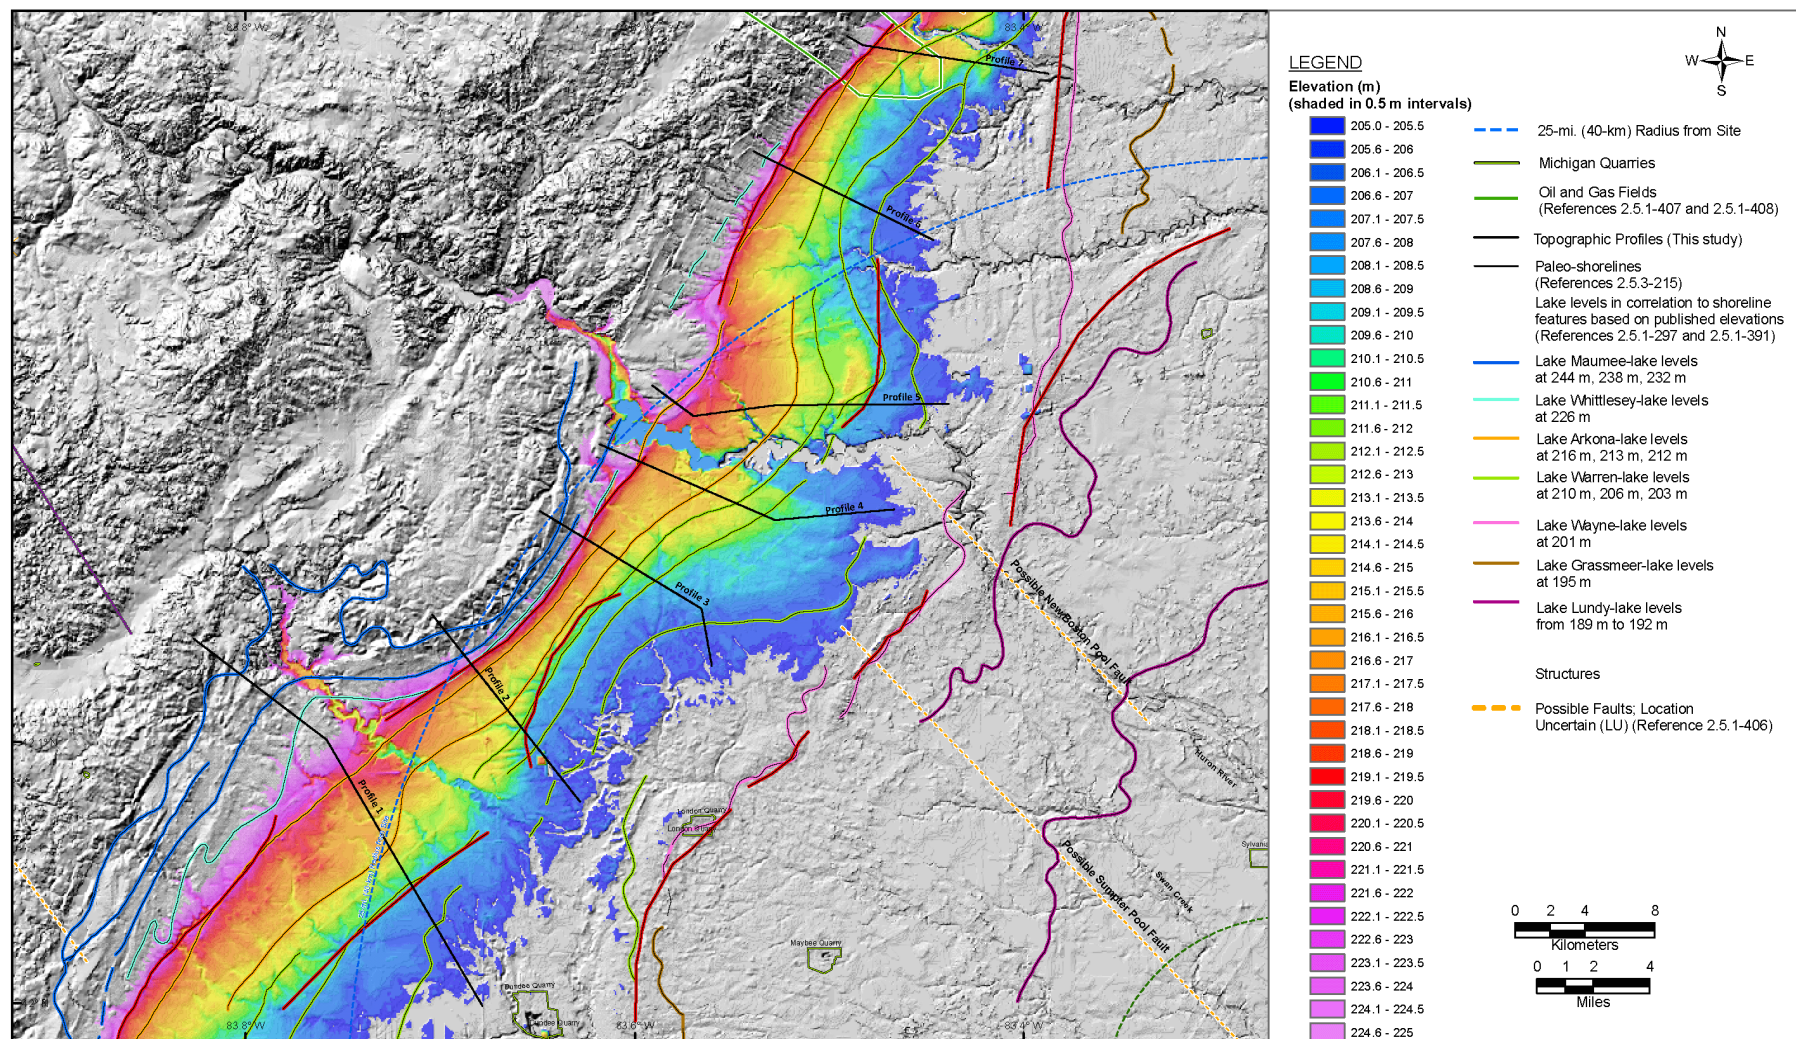 83.8° W
83.4° W
Profile 7
Profile 6
Profile 5
Profile 4
Profile 3
Profile 2
Profile 1
Possible New Boston Pool Fault
Possible Sumpter Pool Fault
Huron River
Swan Creek
Sylvania
London Quarry
London Quarry
Maybee Quarry
Dundee Quarry
Dundee Quarry
83.8° W
83.6° W
83.4° W
LEGEND
Elevation (m)
(shaded in 0.5 m intervals)
205.0 - 205.5
205.6 - 206
206.1 - 206.5
206.6 - 207
207.1 - 207.5
207.6 - 208
208.1 - 208.5
208.6 - 209
209.1 - 209.5
209.6 - 210
210.1 - 210.5
210.6 - 211
211.1 - 211.5
211.6 - 212
212.1 - 212.5
212.6 - 213
213.1 - 213.5
213.6 - 214
214.1 - 214.5
214.6 - 215
215.1 - 215.5
215.6 - 216
216.1 - 216.5
216.6 - 217
217.1 - 217.5
217.6 - 218
218.1 - 218.5
218.6 - 219
219.1 - 219.5
219.6 - 220
220.1 - 220.5
220.6 - 221
221.1 - 221.5
221.6 - 222
222.1 - 222.5
222.6 - 223
223.1 - 223.5
223.6 - 224
224.1 - 224.5
224.6 - 225
N
W E
S
25-mi. (40-km) Radius from Site
Michigan Quarries
Oil and Gas Fields
(References 2.5.1-407 and 2.5.1-408)
Topographic Profiles (This study)
Paleo-shorelines
(References 2.5.3-215)
Lake levels in correlation to shoreline
features based on published elevations
(References 2.5.1-297 and 2.5.1-391)
Lake Maumee-lake levels
at 244 m, 238 m, 232 m
Lake Whittlesey-lake levels
at 226 m
Lake Arkona-lake levels
at 216 m, 213 m, 212 m
Lake Warren-lake levels
at 210 m, 206 m, 203 m
Lake Wayne-lake levels
at 201 m
Lake Grassmeer-lake levels
at 195 m
Lake Lundy-lake levels
from 189 m to 192 m
Structures
Possible Faults; Location
Uncertain (LU) (Reference 2.5.1-406)
0 2 4 8
Kilometers
0 1 2 4
Miles